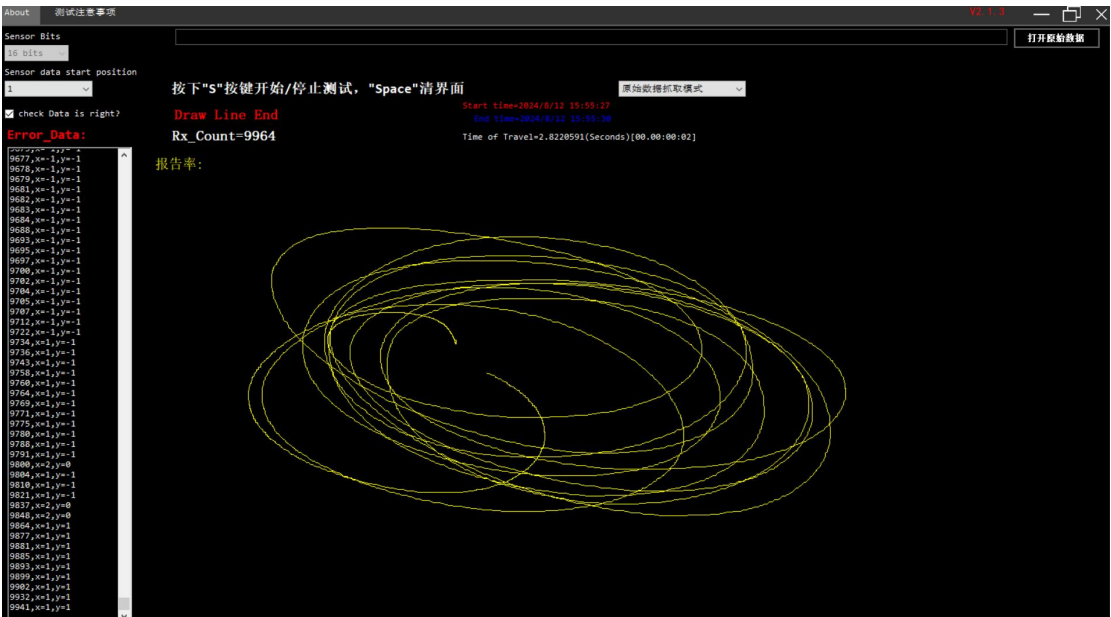 About 测试注意事项 V2.1.3
Sensor Bits
16 bits
打开原始数据
Sensor data start position
1
按下"S"按键开始/停止测试, "Space"清界面
原始数据抓取模式
check Data is right?
Draw Line End
Start time=2024/8/12 15:55:27
End time=2024/8/12 15:55:30
Error_Data:
Rx_Count=9964
Time of Travel=2.8220591(Seconds)[00.00:00:02]
报告率:
9677,x=-1,y=-1
9678,x=-1,y=-1
9679,x=-1,y=-1
9681,x=-1,y=-1
9682,x=-1,y=-1
9683,x=-1,y=-1
9684,x=-1,y=-1
9688,x=-1,y=-1
9693,x=-1,y=-1
9695,x=-1,y=-1
9697,x=-1,y=-1
9700,x=-1,y=-1
9702,x=-1,y=-1
9704,x=-1,y=-1
9705,x=-1,y=-1
9707,x=-1,y=-1
9712,x=-1,y=-1
9722,x=-1,y=-1
9734,x=1,y=-1
9736,x=1,y=-1
9743,x=1,y=-1
9758,x=1,y=-1
9760,x=1,y=-1
9764,x=1,y=-1
9769,x=1,y=-1
9771,x=1,y=-1
9775,x=1,y=-1
9780,x=1,y=-1
9788,x=1,y=-1
9791,x=1,y=-1
9800,x=2,y=0
9804,x=1,y=-1
9810,x=1,y=-1
9821,x=1,y=-1
9837,x=2,y=0
9848,x=2,y=0
9864,x=1,y=1
9877,x=1,y=1
9881,x=1,y=1
9885,x=1,y=1
9893,x=1,y=1
9899,x=1,y=1
9902,x=1,y=1
9932,x=1,y=1
9941,x=1,y=1